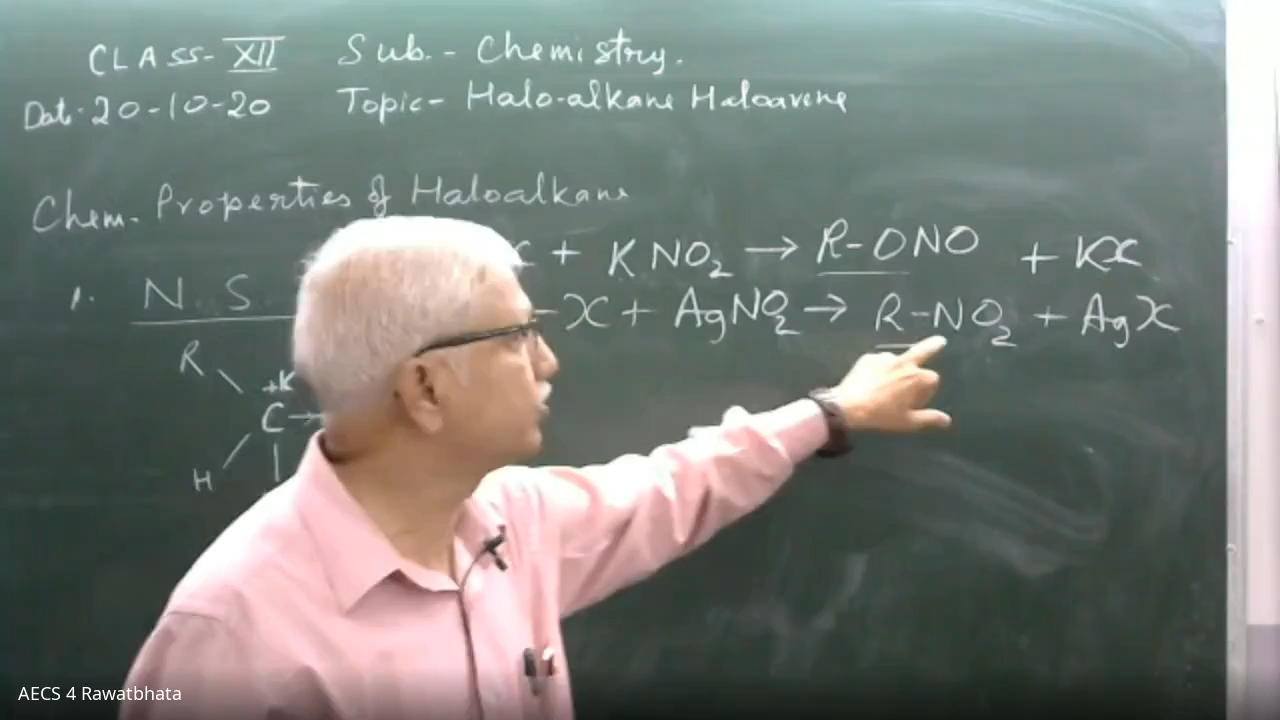 CLASS-XII Sub.- Chemistry.
Date.20-10-20 Topic- Halo-alkane Haloarene
Chem. Properties of Haloalkane
+ KNO2 → R-ONO + KX
1. N.S.
-X + AgNO2 → R-NO2 + AgX
R
C →
H
AECS 4 Rawatbhata